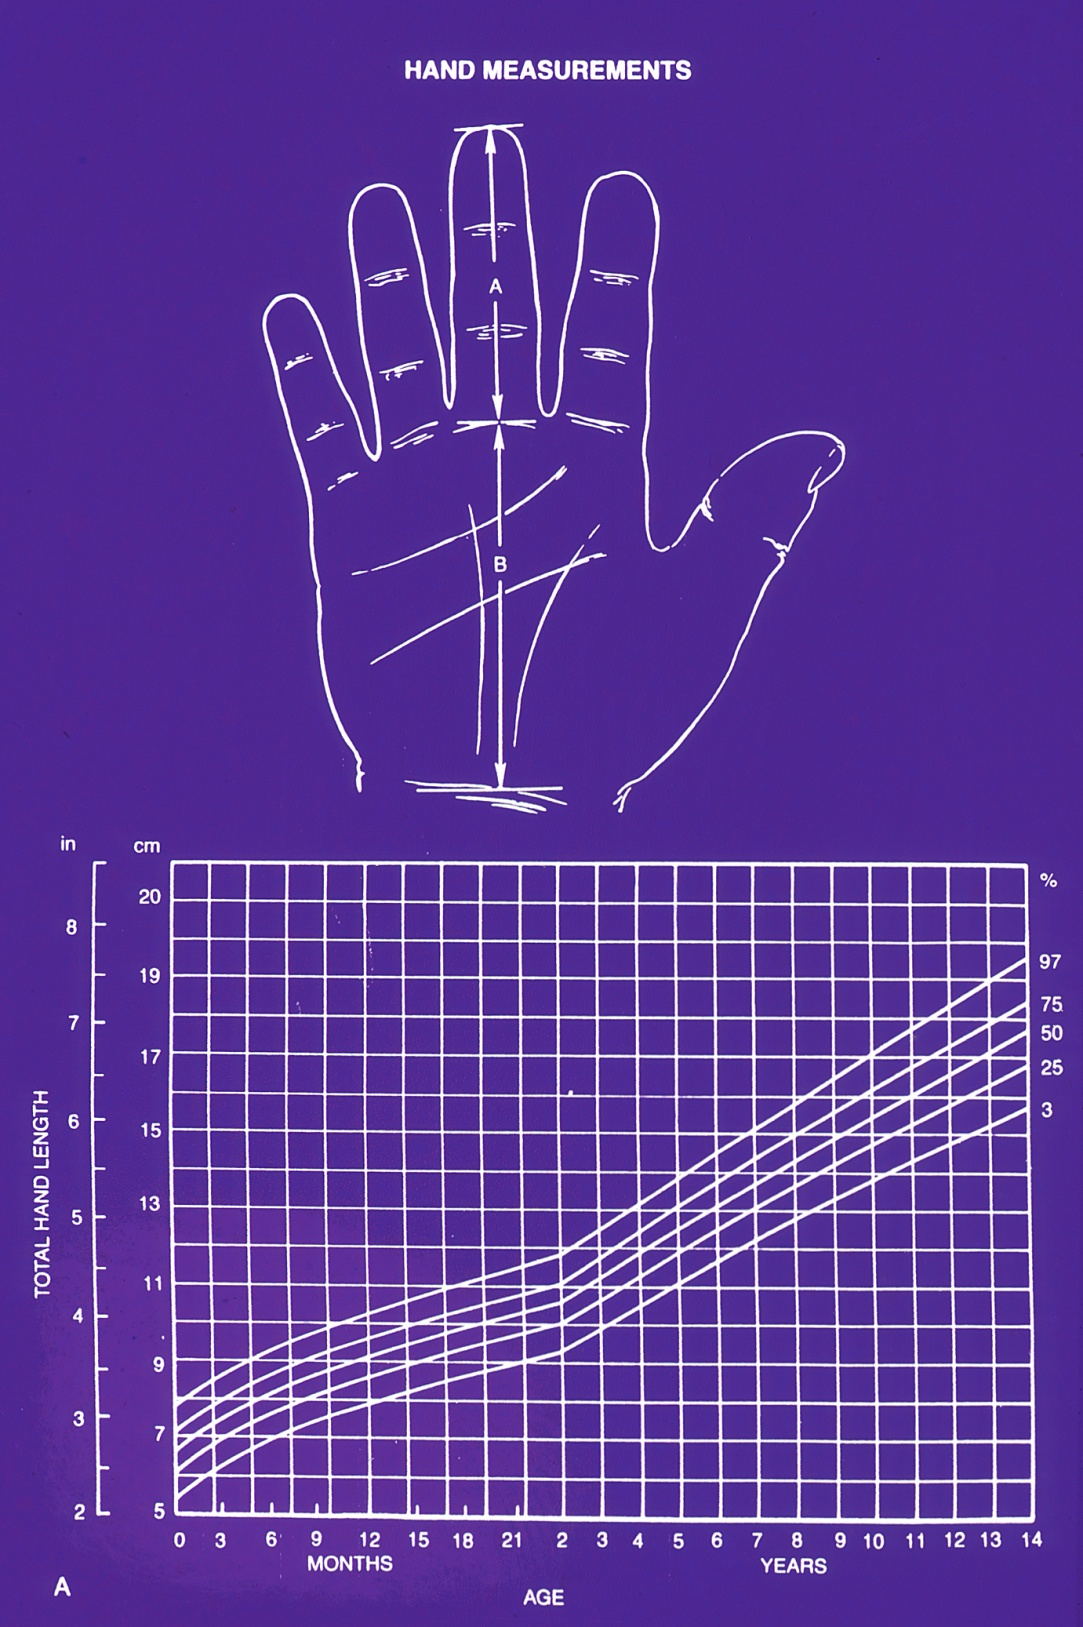 HAND MEASUREMENTS
A
B
in
cm
%
20
8
97
19
75
7
50
17
25
6
15
3
13
5
TOTAL HAND LENGTH
11
4
9
3
7
2
5
0 3 6 9 12 15 18 21 2 3 4 5 6 7 8 9 10 11 12 13 14
MONTHS YEARS
A
AGE